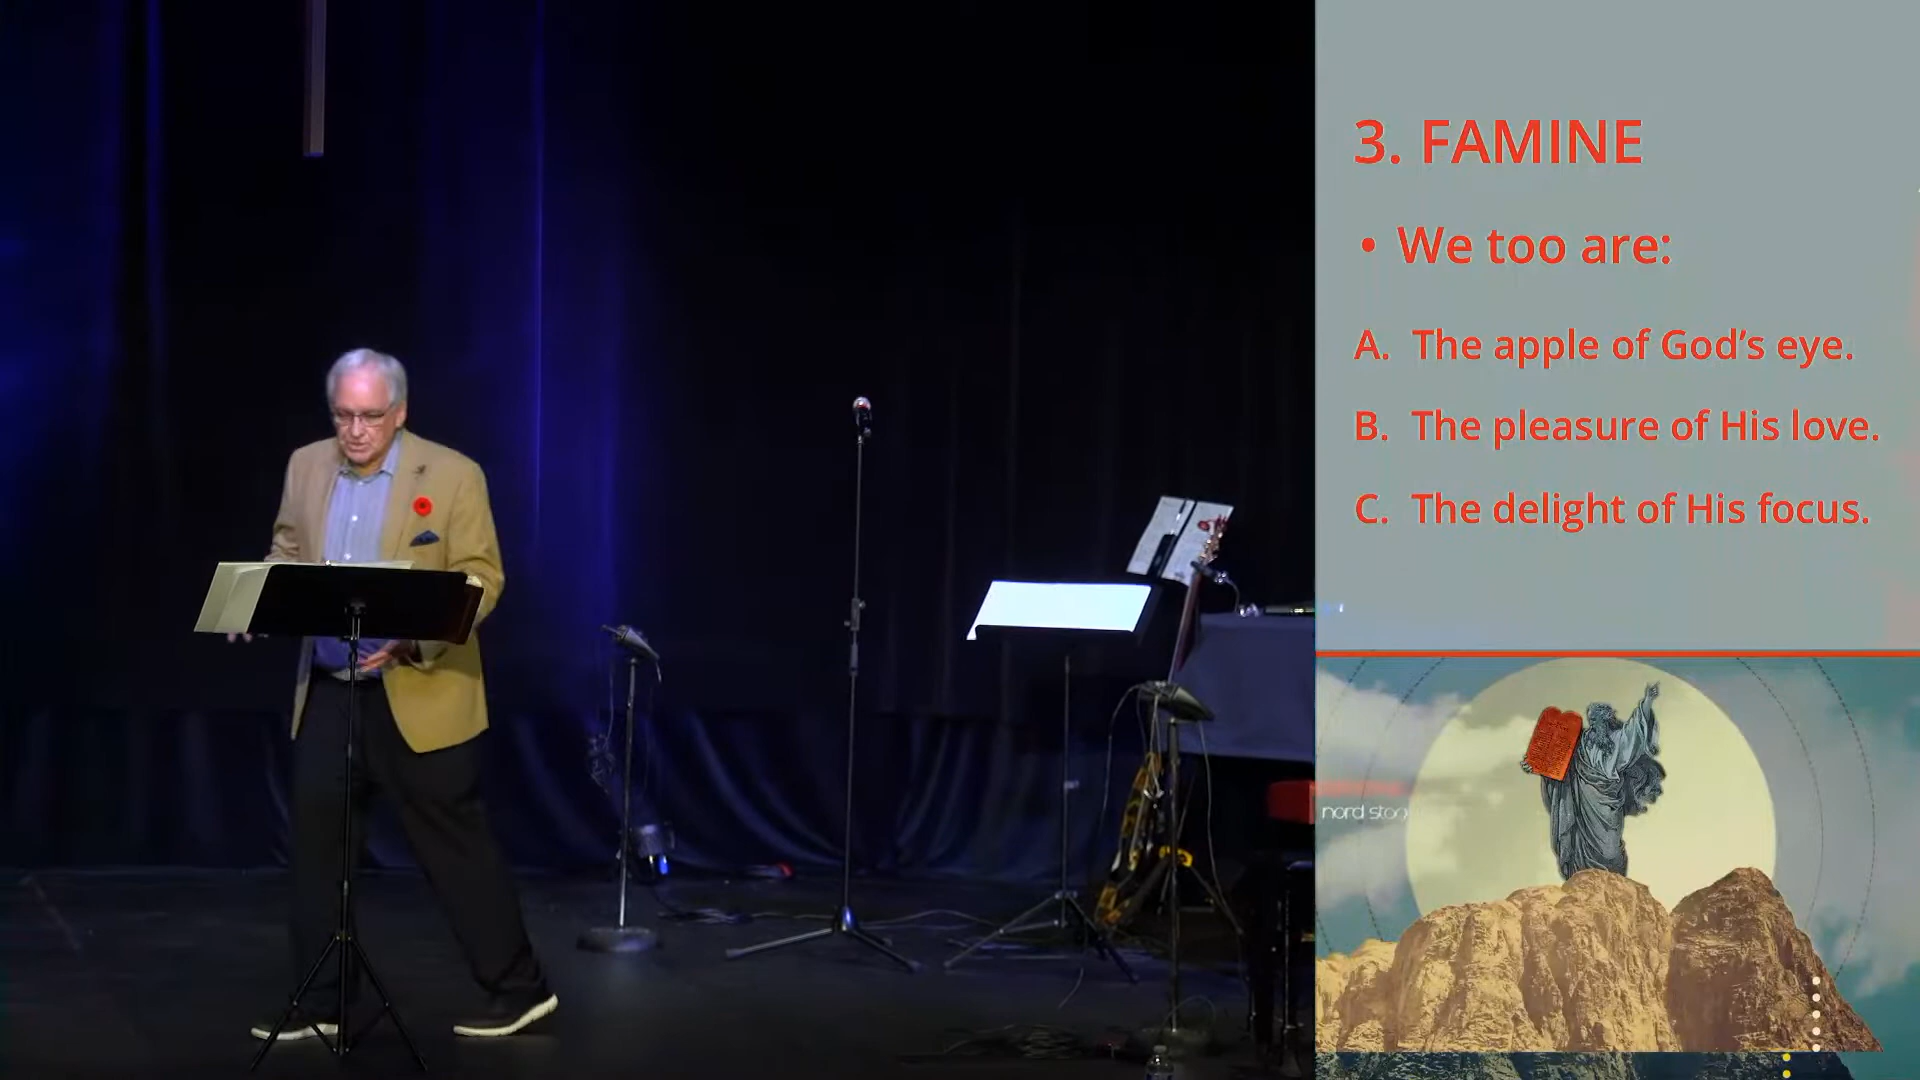 3. FAMINE
• We too are:
A. The apple of God’s eye.
B. The pleasure of His love.
C. The delight of His focus.
nord